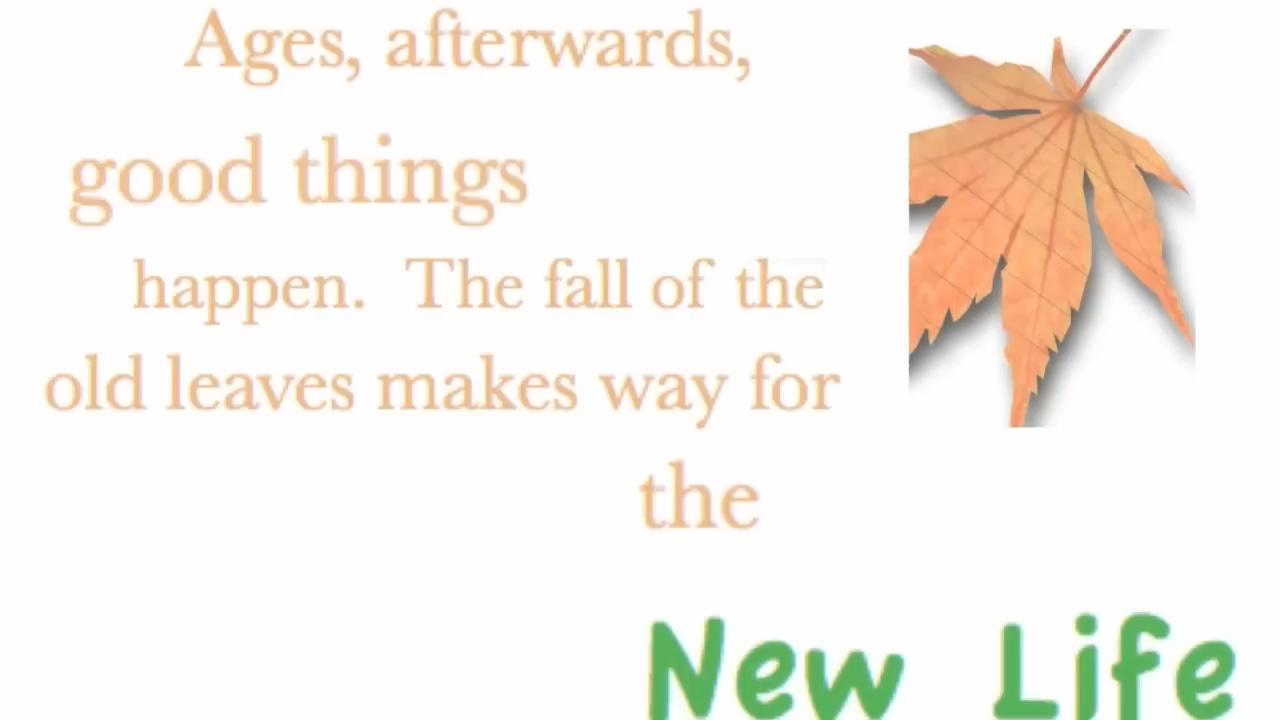 Ages, afterwards,
good things
happen. The fall of the
old leaves makes way for
the
New Life